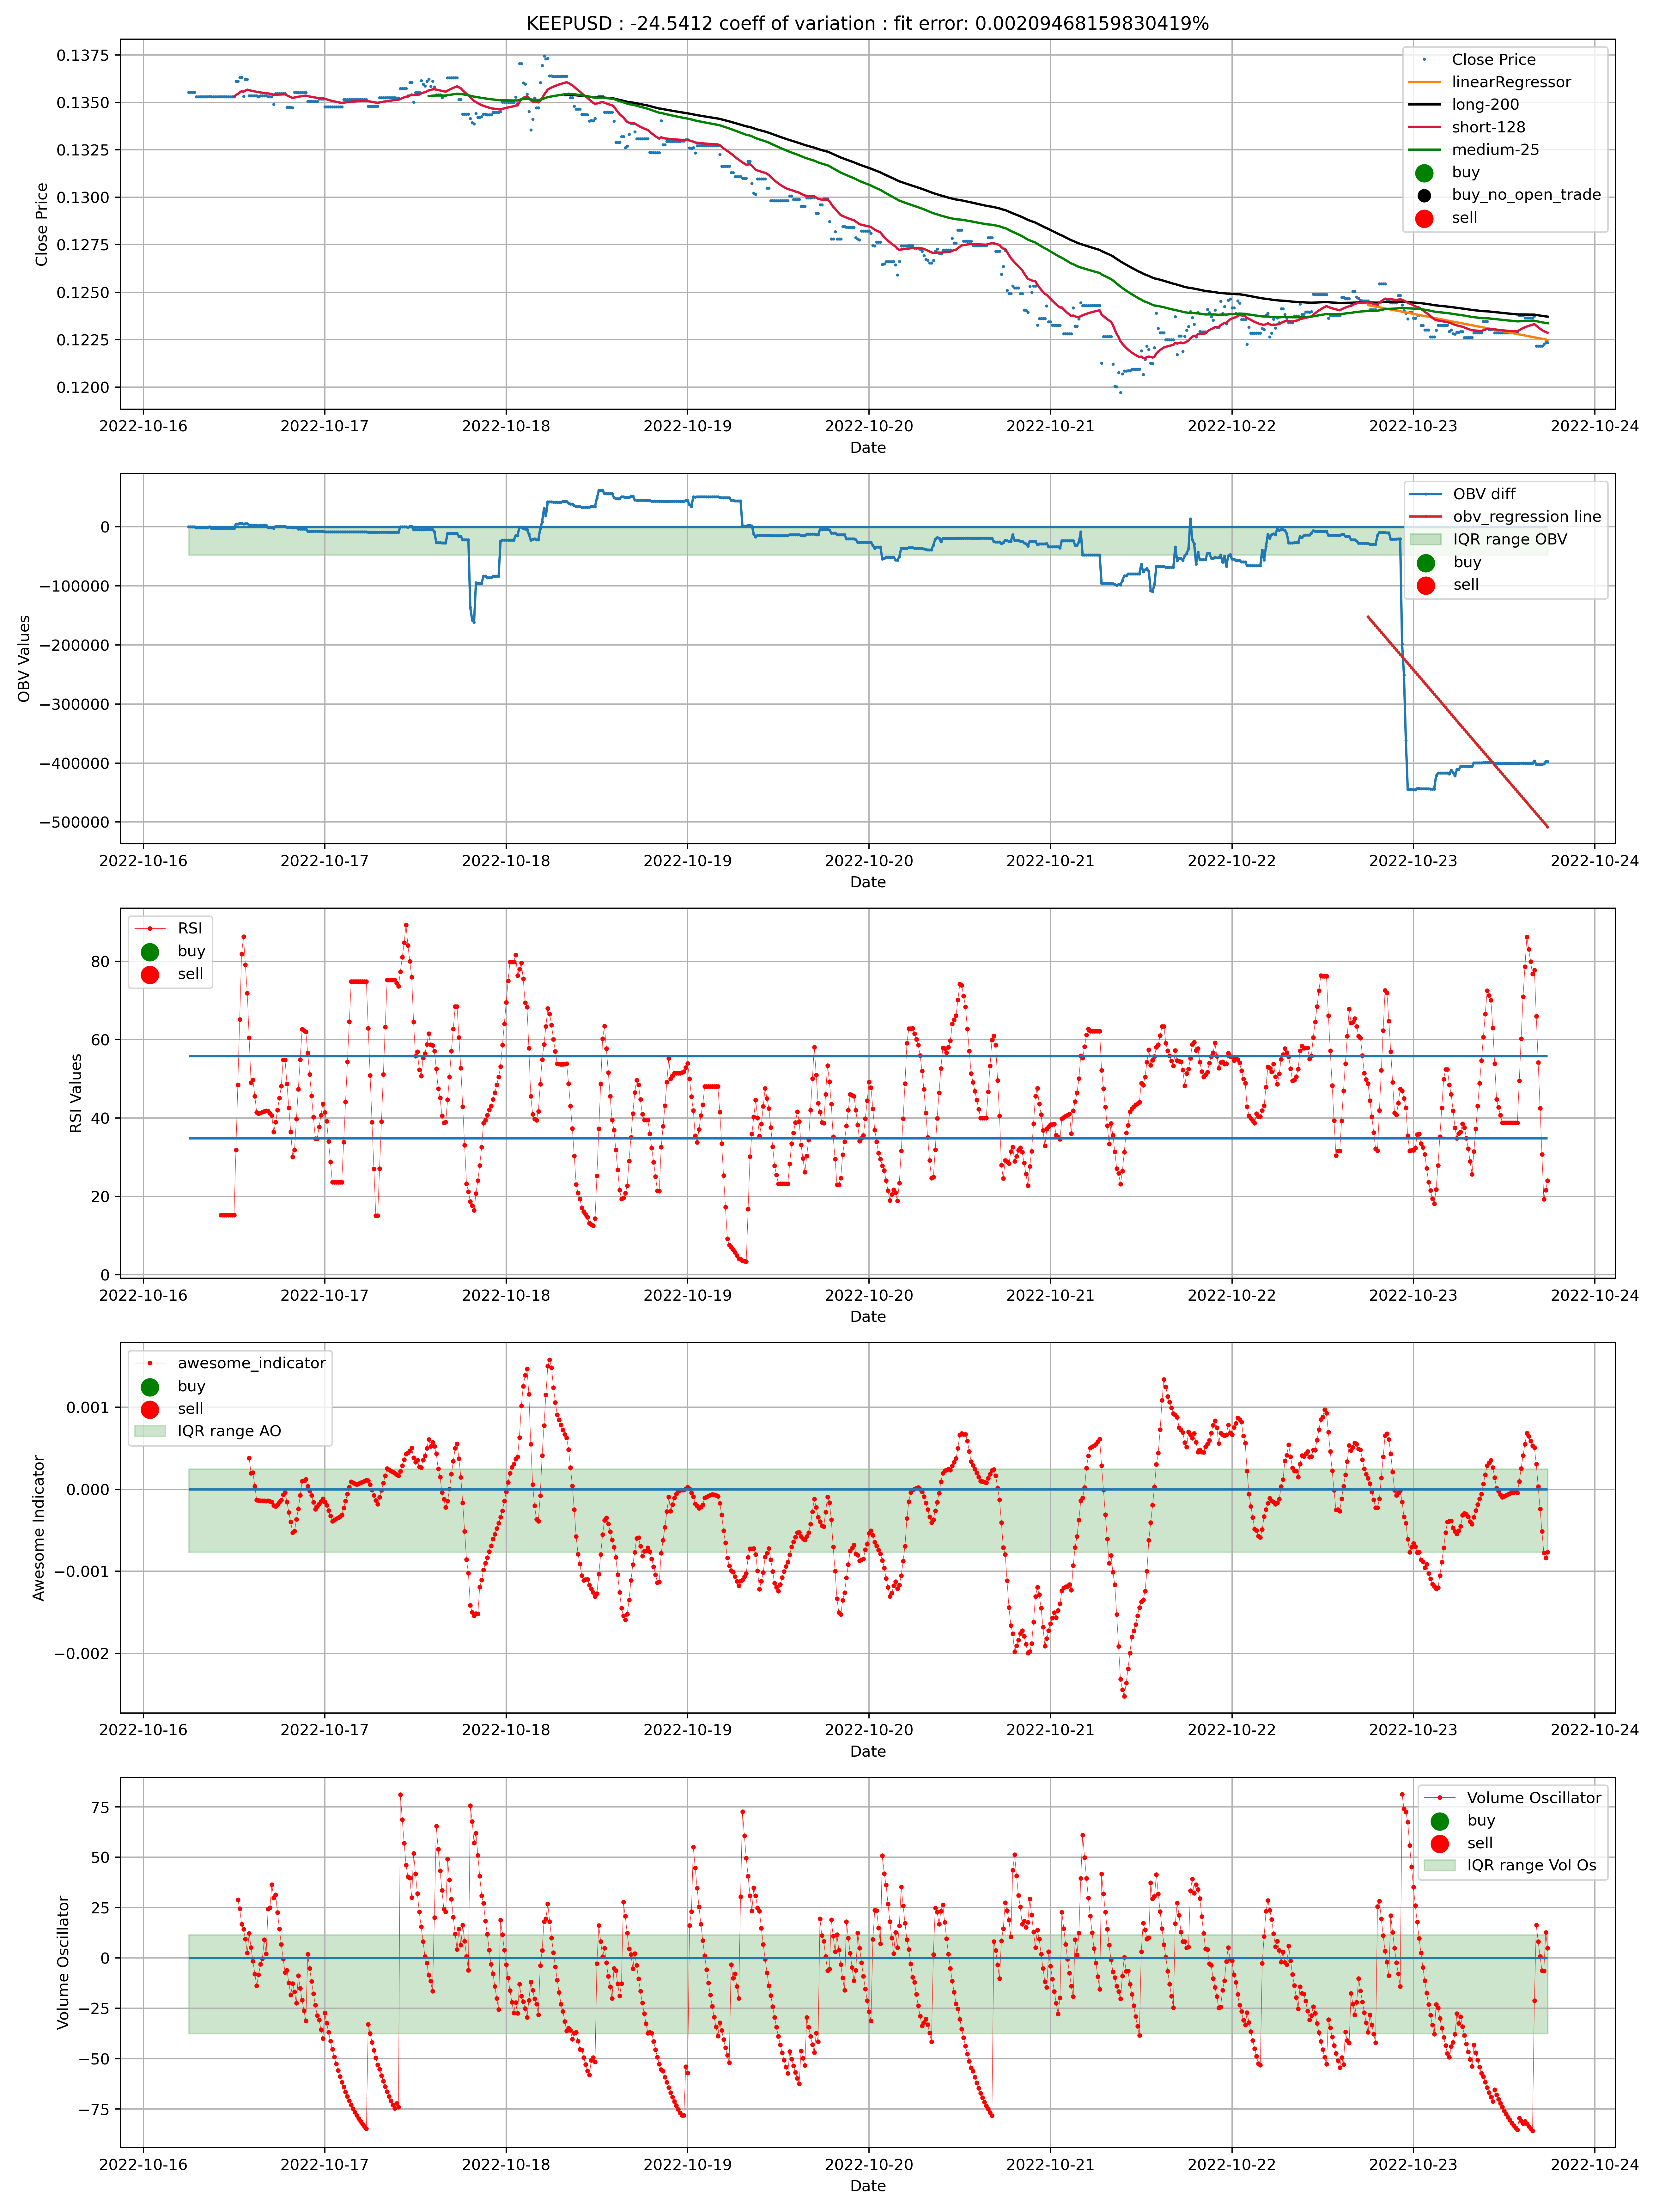 KEEPUSD : -24.5412 coeff of variation : fit error: 0.00209468159830419%
Close Price
0.1375
0.1350
0.1325
0.1300
0.1275
0.1250
0.1225
0.1200
Close Price
linearRegressor
long-200
short-128
medium-25
buy
buy_no_open_trade
sell
2022-10-16 2022-10-17 2022-10-18 2022-10-19 2022-10-20 2022-10-21 2022-10-22 2022-10-23 2022-10-24
Date
OBV Values
0
−100000
−200000
−300000
−400000
−500000
OBV diff
obv_regression line
IQR range OBV
buy
sell
2022-10-16 2022-10-17 2022-10-18 2022-10-19 2022-10-20 2022-10-21 2022-10-22 2022-10-23 2022-10-24
Date
RSI Values
80
60
40
20
0
RSI
buy
sell
2022-10-16 2022-10-17 2022-10-18 2022-10-19 2022-10-20 2022-10-21 2022-10-22 2022-10-23 2022-10-24
Date
Awesome Indicator
0.001
0.000
−0.001
−0.002
awesome_indicator
buy
sell
IQR range AO
2022-10-16 2022-10-17 2022-10-18 2022-10-19 2022-10-20 2022-10-21 2022-10-22 2022-10-23 2022-10-24
Date
Volume Oscillator
75
50
25
0
−25
−50
−75
Volume Oscillator
buy
sell
IQR range Vol Os
2022-10-16 2022-10-17 2022-10-18 2022-10-19 2022-10-20 2022-10-21 2022-10-22 2022-10-23 2022-10-24
Date